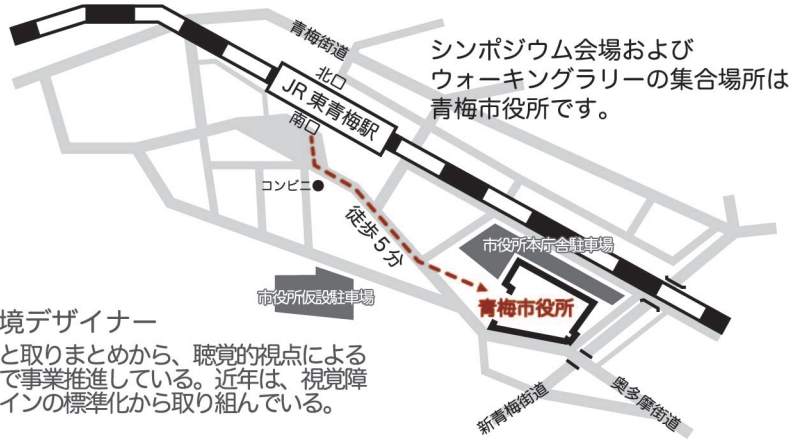 青梅街道
シンポジウム会場および
ウォーキングラリーの集合場所は
青梅市役所です。
北口
JR東青梅駅
南口
コンビニ
徒歩5分
市役所本庁舎駐車場
市役所仮設駐車場
青梅市役所
境デザイナー
と取りまとめから、聴覚的視点による
で事業推進している。近年は、視覚障
インの標準化から取り組んでいる。
新青梅街道
奥多摩街道